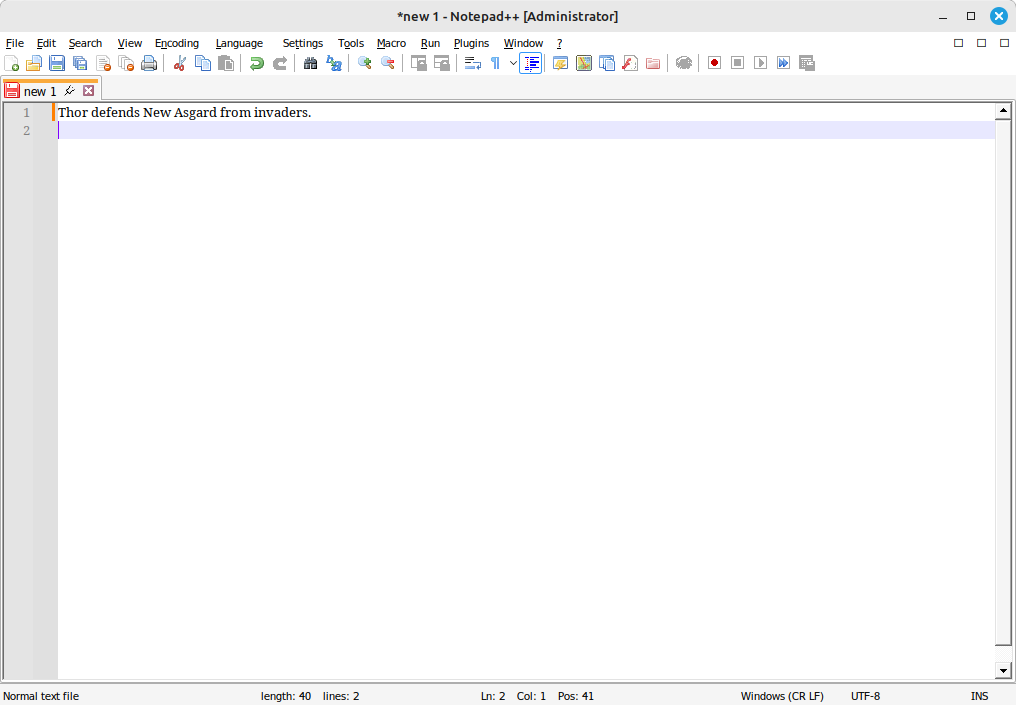 *new 1 - Notepad++ [Administrator]
File Edit Search View Encoding Language Settings Tools Macro Run Plugins Window ?
new 1
1 Thor defends New Asgard from invaders.
2
Normal text file length: 40 lines: 2 Ln: 2 Col: 1 Pos: 41 Windows (CR LF) UTF-8 INS